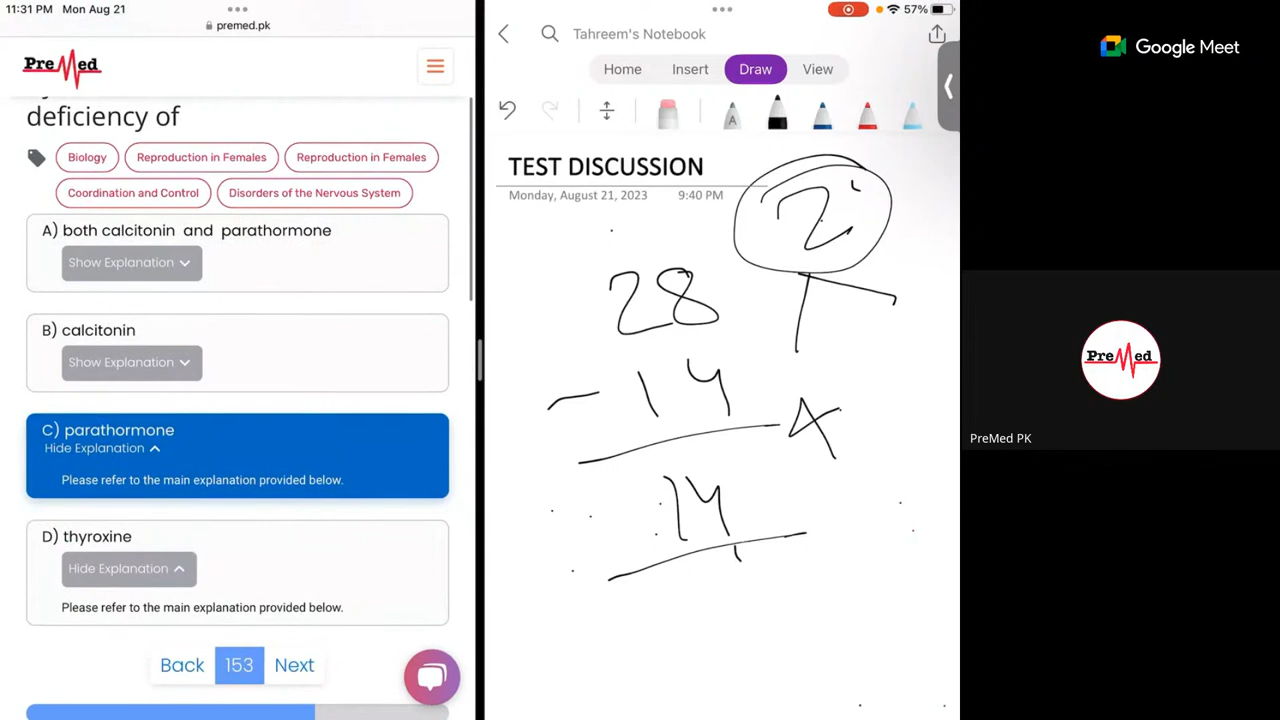 11:31 PM Mon Aug 21
premed.pk
PreMed
deficiency of
Biology
Reproduction in Females
Reproduction in Females
Coordination and Control
Disorders of the Nervous System
A) both calcitonin and parathormone
Show Explanation
B) calcitonin
Show Explanation
C) parathormone
Hide Explanation
Please refer to the main explanation provided below.
D) thyroxine
Hide Explanation
Please refer to the main explanation provided below.
Back 153 Next
57%
Tahreem's Notebook
Home Insert Draw View
A
TEST DISCUSSION
Monday, August 21, 2023 9:40 PM
2
28
- 14
14
Google Meet
PreMed
PreMed PK